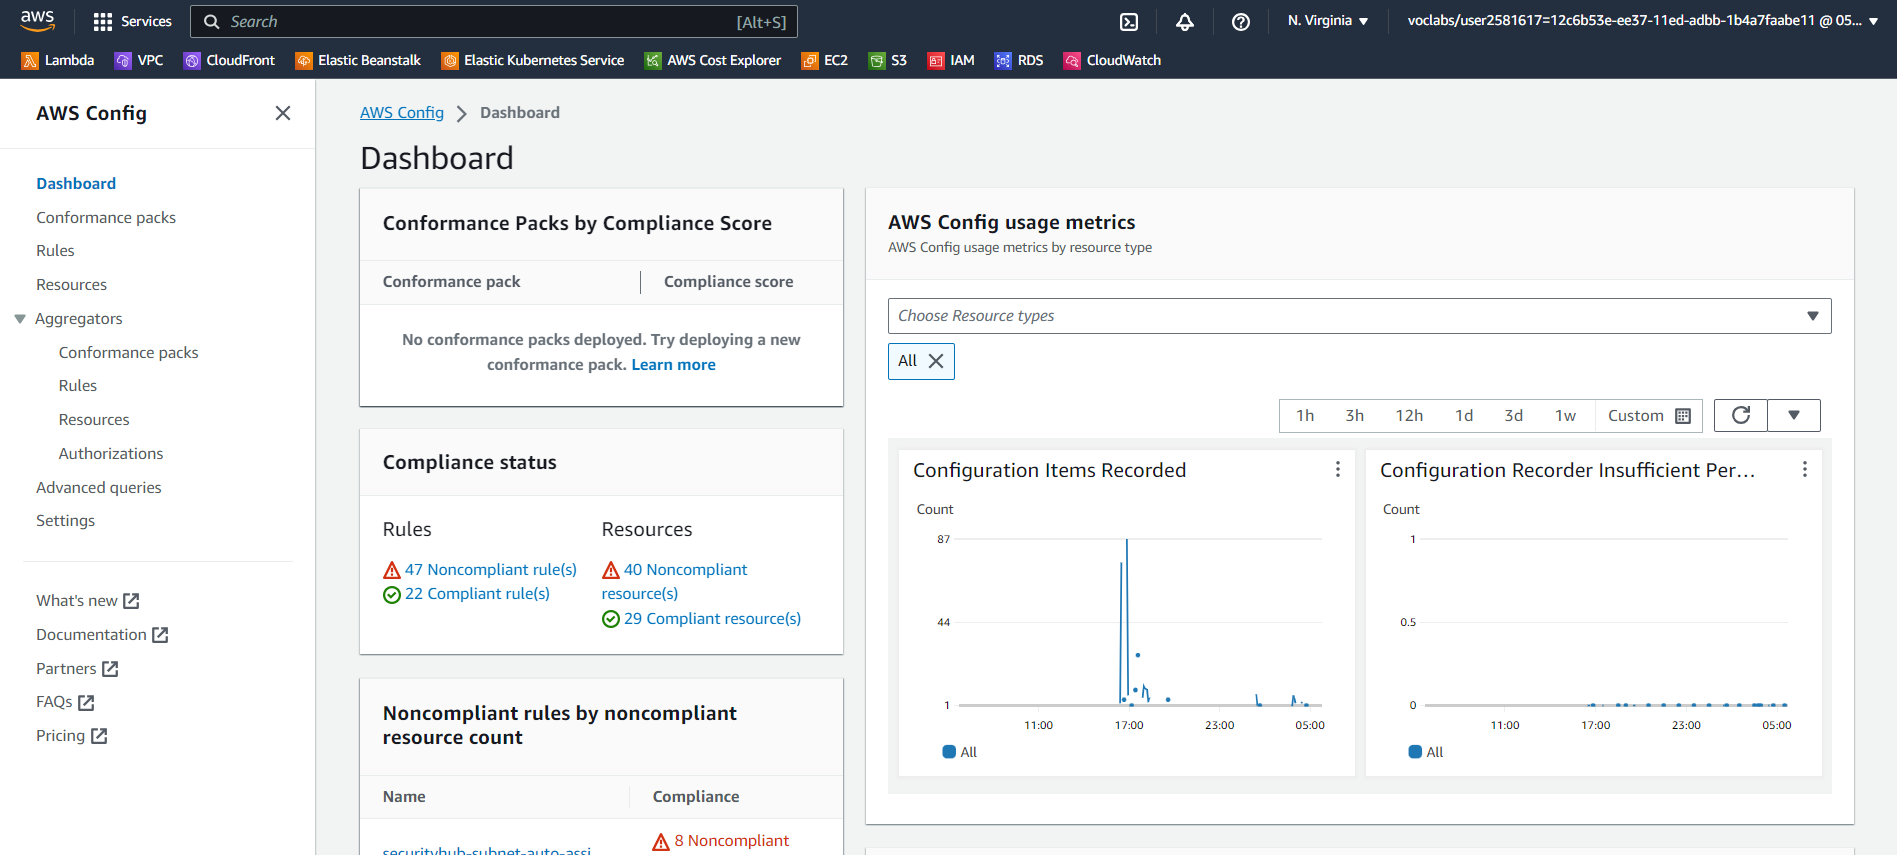 aws
Services
Search
[Alt+S]
N. Virginia
voclabs/user2581617=12c6b53e-ee37-11ed-adbb-1b4a7faabe11 @ 05...
Lambda
VPC
CloudFront
Elastic Beanstalk
Elastic Kubernetes Service
AWS Cost Explorer
EC2
S3
IAM
RDS
CloudWatch
AWS Config
Dashboard
Conformance packs
Rules
Resources
Aggregators
Conformance packs
Rules
Resources
Authorizations
Advanced queries
Settings
What's new
Documentation
Partners
FAQs
Pricing
AWS Config
Dashboard
Dashboard
Conformance Packs by Compliance Score
Conformance pack
Compliance score
No conformance packs deployed. Try deploying a new
conformance pack. Learn more
Compliance status
Rules
47 Noncompliant rule(s)
22 Compliant rule(s)
Resources
40 Noncompliant
resource(s)
29 Compliant resource(s)
Noncompliant rules by noncompliant
resource count
Name
Compliance
securityhub-subnet-auto-assi
8 Noncompliant
AWS Config usage metrics
AWS Config usage metrics by resource type
Choose Resource types
All
1h
3h
12h
1d
3d
1w
Custom
Configuration Items Recorded
Count
87
44
1
11:00
17:00
23:00
05:00
All
Configuration Recorder Insufficient Per...
Count
1
0.5
0
11:00
17:00
23:00
05:00
All